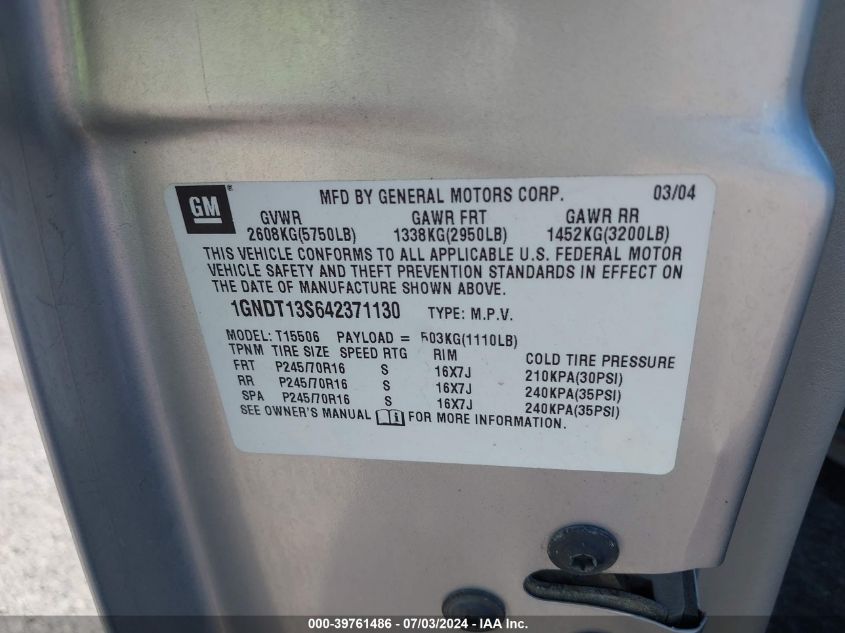 GM ® MFD BY GENERAL MOTORS CORP. 03/04
GVWR GAWR FRT GAWR RR
2608KG(5750LB) 1338KG(2950LB) 1452KG(3200LB)
THIS VEHICLE CONFORMS TO ALL APPLICABLE U.S. FEDERAL MOTOR
VEHICLE SAFETY AND THEFT PREVENTION STANDARDS IN EFFECT ON
THE DATE OF MANUFACTURE SHOWN ABOVE.
1GNDT13S642371130 TYPE: M.P.V.
MODEL: T15506 PAYLOAD = 503KG(1110LB)
TPNM TIRE SIZE SPEED RTG RIM COLD TIRE PRESSURE
FRT P245/70R16 S 16X7J 210KPA(30PSI)
RR P245/70R16 S 16X7J 240KPA(35PSI)
SPA P245/70R16 S 16X7J 240KPA(35PSI)
SEE OWNER'S MANUAL i FOR MORE INFORMATION.
000-39761486 - 07/03/2024 - IAA Inc.